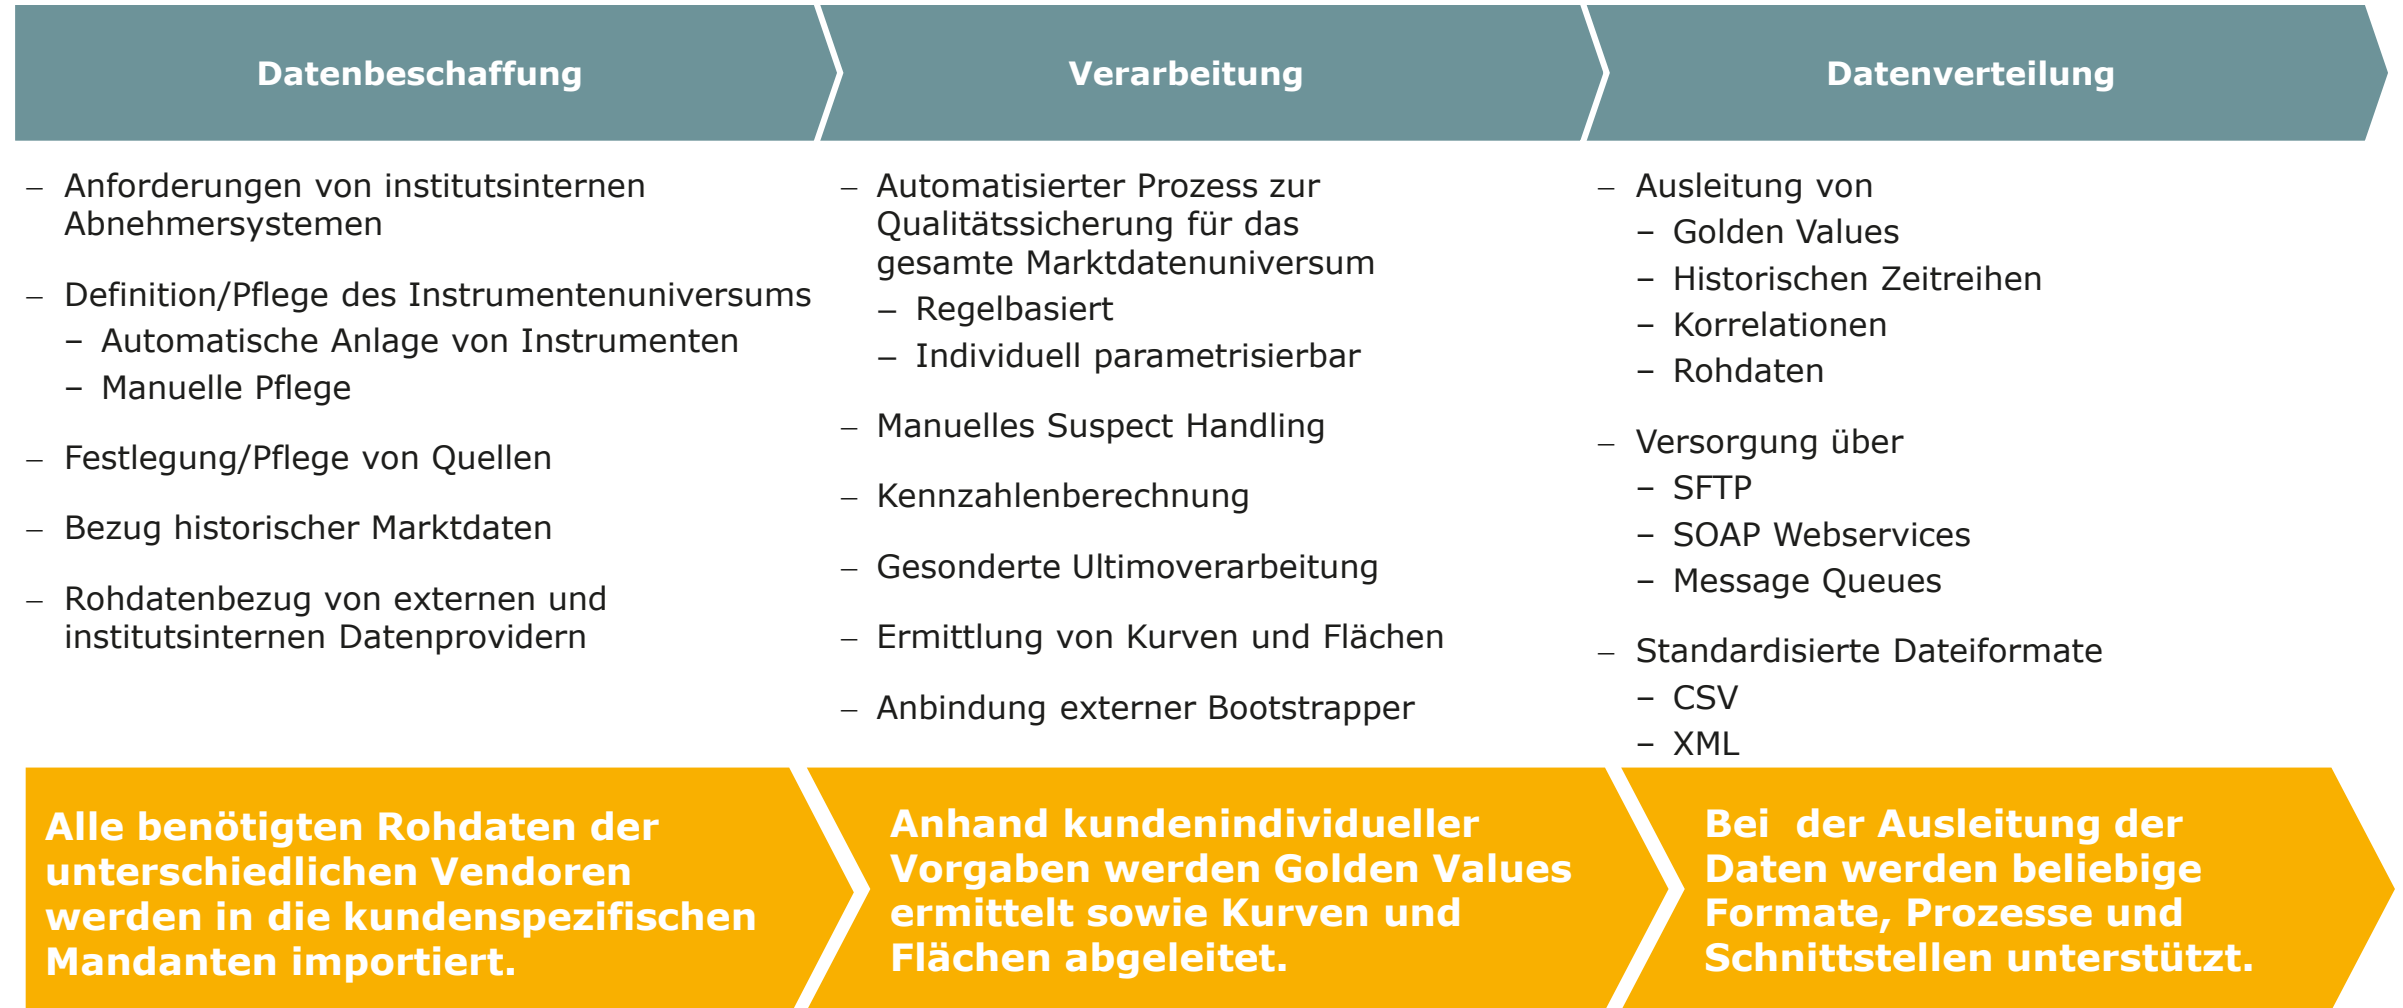 Datenbeschaffung
– Anforderungen von institutsinternen
Abnehmersystemen
– Definition/Pflege des Instrumentenuniversums
– Automatische Anlage von Instrumenten
– Manuelle Pflege
– Festlegung/Pflege von Quellen
– Bezug historischer Marktdaten
– Rohdatenbezug von externen und
institutsinternen Datenprovidern
Alle benötigten Rohdaten der
unterschiedlichen Vendoren
werden in die kundenspezifischen
Mandanten importiert.
Verarbeitung
– Automatisierter Prozess zur
Qualitätssicherung für das
gesamte Marktdatenuniversum
– Regelbasiert
– Individuell parametrisierbar
– Manuelles Suspect Handling
– Kennzahlenberechnung
– Gesonderte Ultimoverarbeitung
– Ermittlung von Kurven und Flächen
– Anbindung externer Bootstrapper
Anhand kundenindividueller
Vorgaben werden Golden Values
ermittelt sowie Kurven und
Flächen abgeleitet.
Datenverteilung
– Ausleitung von
– Golden Values
– Historischen Zeitreihen
– Korrelationen
– Rohdaten
– Versorgung über
– SFTP
– SOAP Webservices
– Message Queues
– Standardisierte Dateiformate
– CSV
– XML
Bei  der Ausleitung der
Daten werden beliebige
Formate, Prozesse und
Schnittstellen unterstützt.